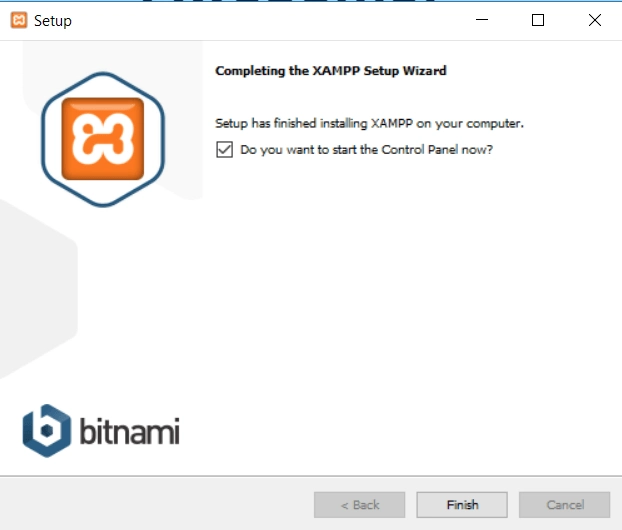 Setup
Completing the XAMPP Setup Wizard
Setup has finished installing XAMPP on your computer.
Do you want to start the Control Panel now?
bitnami
< Back
Finish
Cancel